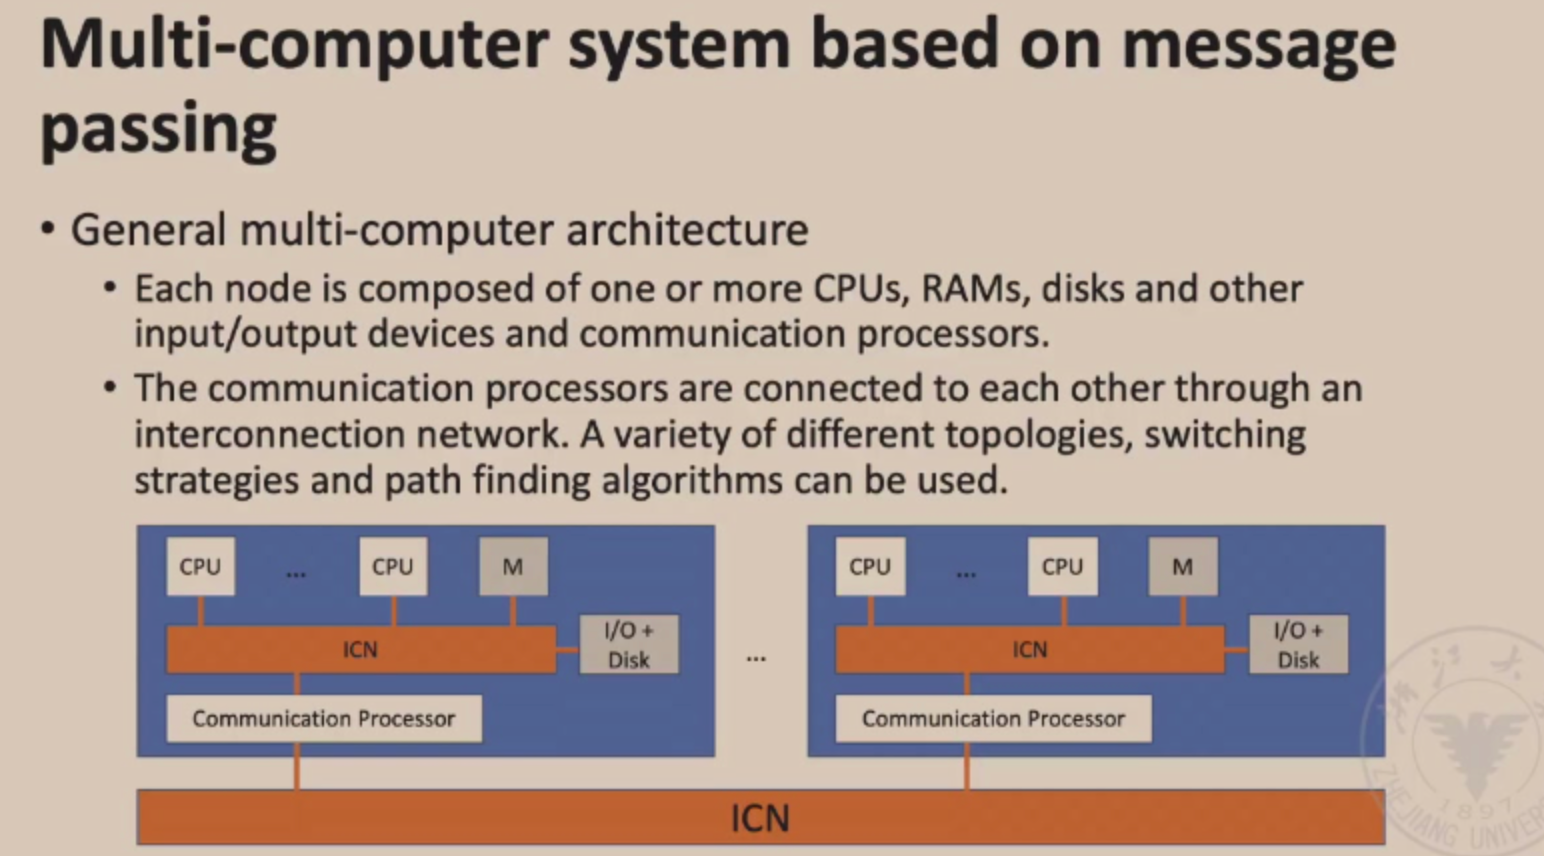 Multi-computer system based on message
passing
• General multi-computer architecture
• Each node is composed of one or more CPUs, RAMs, disks and other
input/output devices and communication processors.
• The communication processors are connected to each other through an
interconnection network. A variety of different topologies, switching
strategies and path finding algorithms can be used.
CPU ... CPU M
ICN
I/O +
Disk
Communication Processor
...
CPU ... CPU M
ICN
I/O +
Disk
Communication Processor
ICN
1897
ZHEJIANG